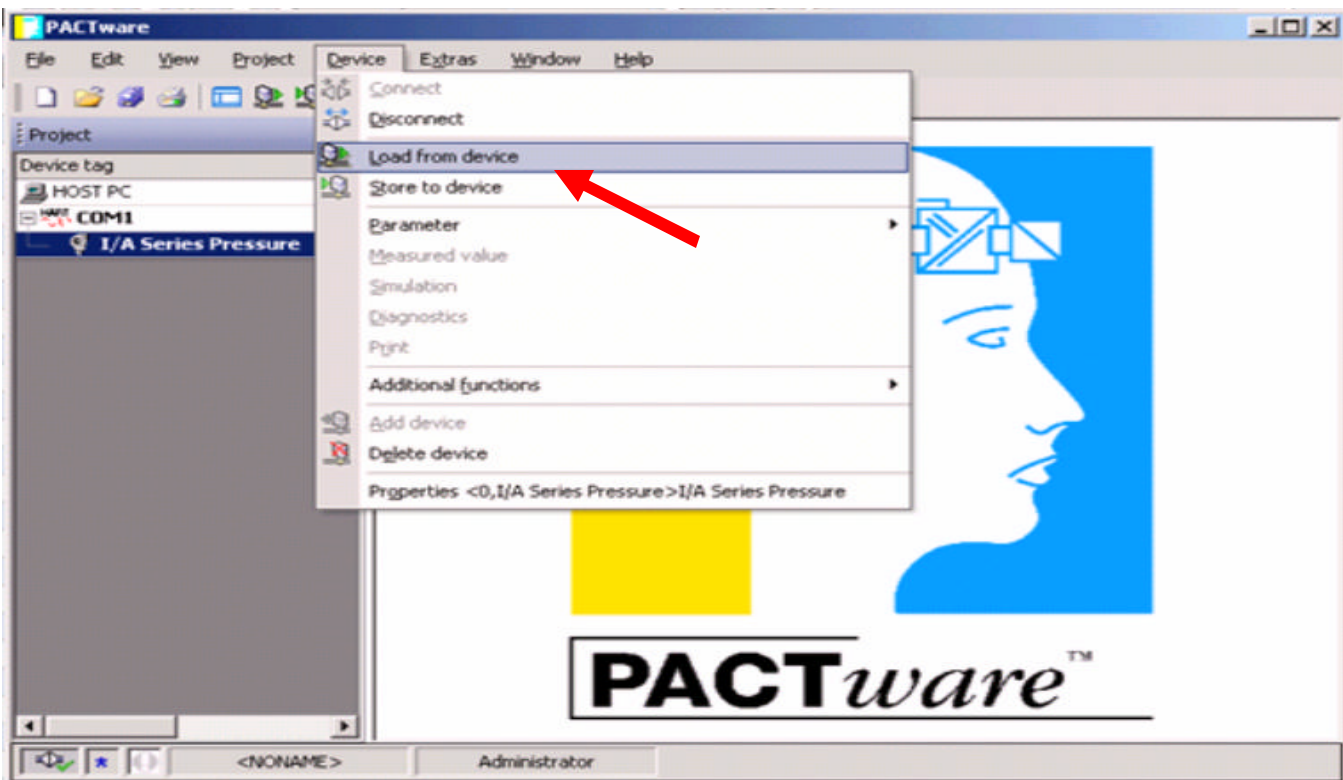 PACTware
File Edit View Project Device Extras Window Help
Connect
Disconnect
Project
Device tag
Load from device
HOST PC
Store to device
HART COM1
Parameter
I/A Series Pressure
Measured value
Simulation
Diagnostics
Print
Additional functions
Add device
Delete device
Properties <0,I/A Series Pressure>I/A Series Pressure
PACTware™
<NONAME> Administrator